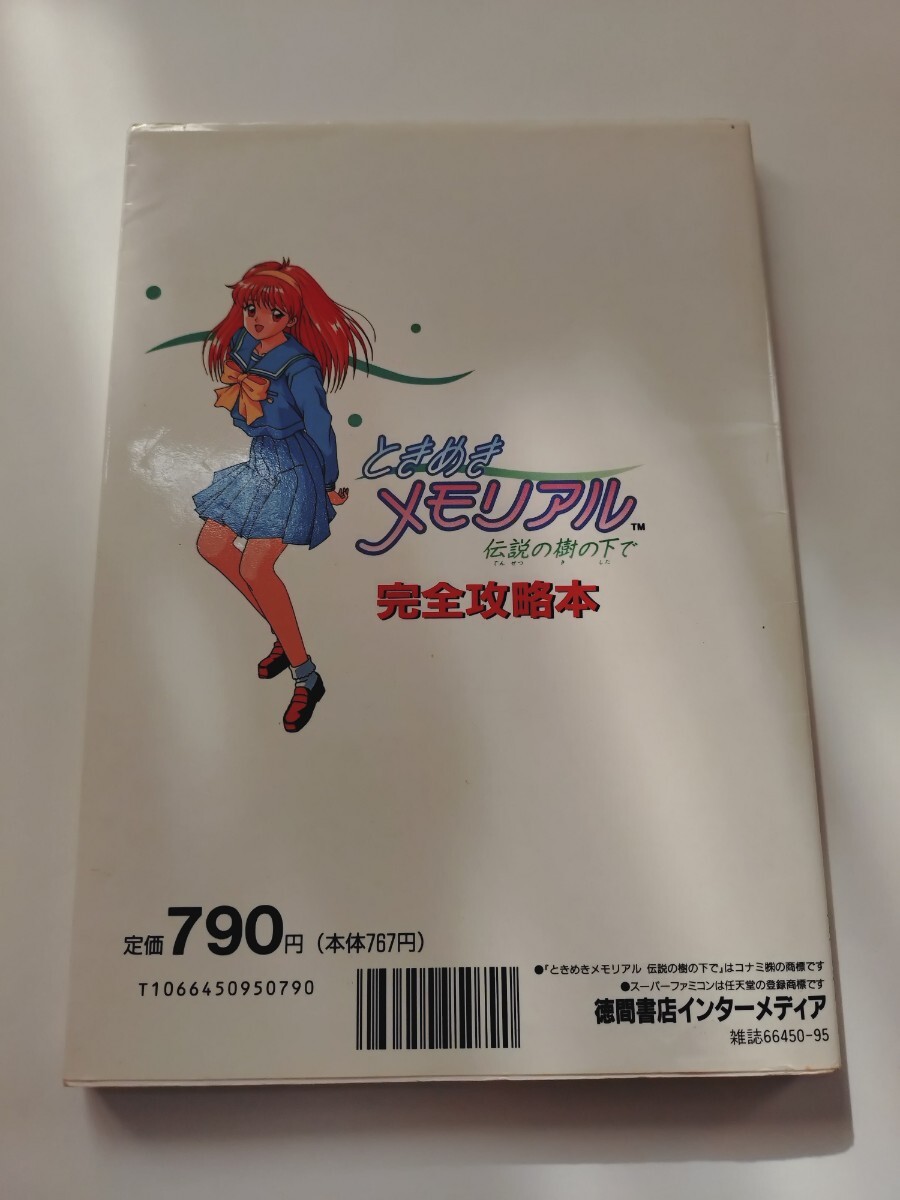 ときめき
メモリアル™
伝説の樹の下で
でんせつ き した
完全攻略本
定価790円(本体767円)
T1066450950790
●「ときめきメモリアル 伝説の樹の下で」はコナミ㈱の商標です
●スーパーファミコンは任天堂の登録商標です
徳間書店インターメディア
雑誌66450-95